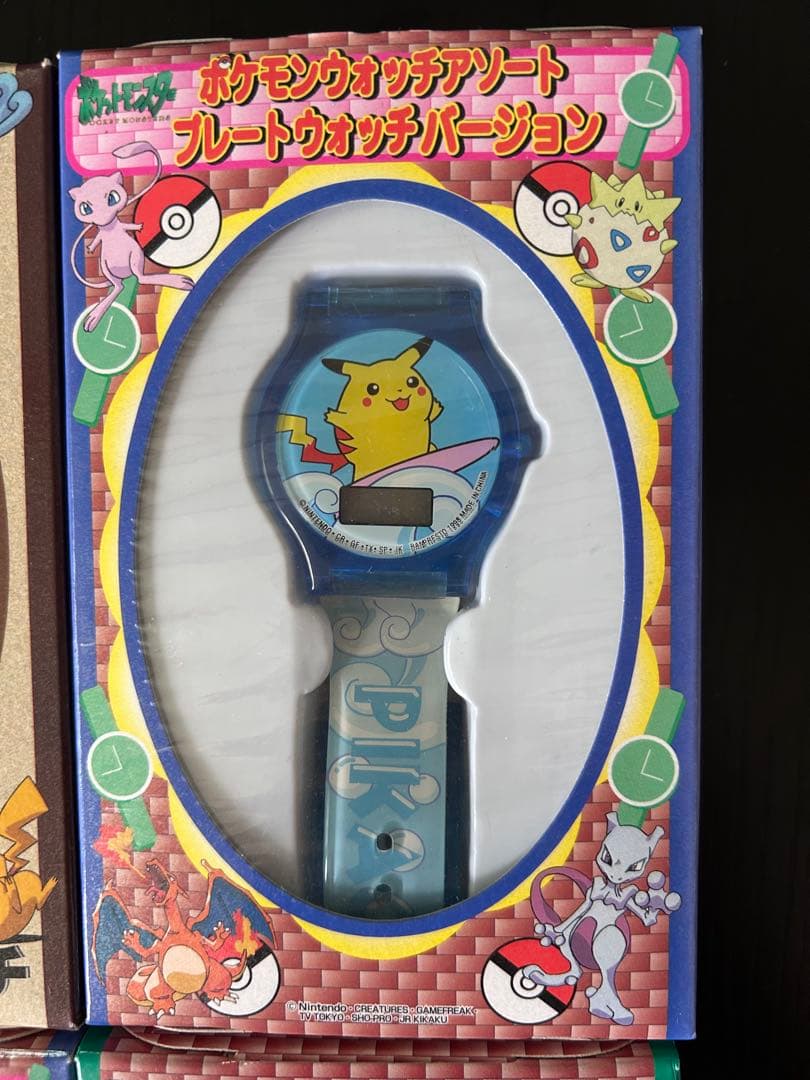 ポケットモンスター
POCKET MONSTERS
ポケモンウォッチアソート
プレートウォッチバージョン
©NINTENDO・CR・GF・TX・SP・JK BANPRESTO 1998 MADE IN CHINA
PIKA
© Nintendo・CREATURES・GAMEFREAK
TV TOKYO・SHO-PRO・JR KIKAKU